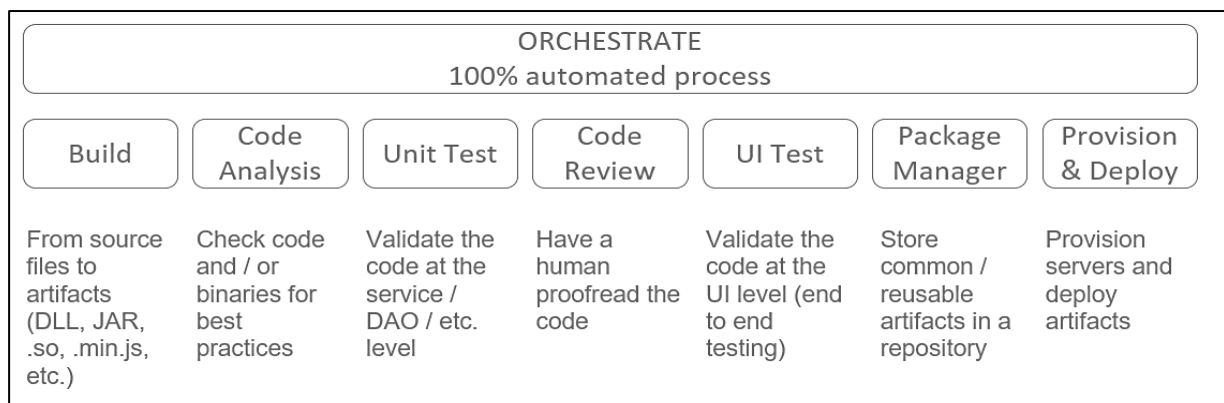 ORCHESTRATE
100% automated process
Build
Code
Analysis
Unit Test
Code
Review
UI Test
Package
Manager
Provision
& Deploy
From source
files to
artifacts
(DLL, JAR,
.so, .min.js,
etc.)
Check code
and / or
binaries for
best
practices
Validate the
code at the
service /
DAO / etc.
level
Have a
human
proofread the
code
Validate the
code at the
UI level (end
to end
testing)
Store
common /
reusable
artifacts in a
repository
Provision
servers and
deploy
artifacts